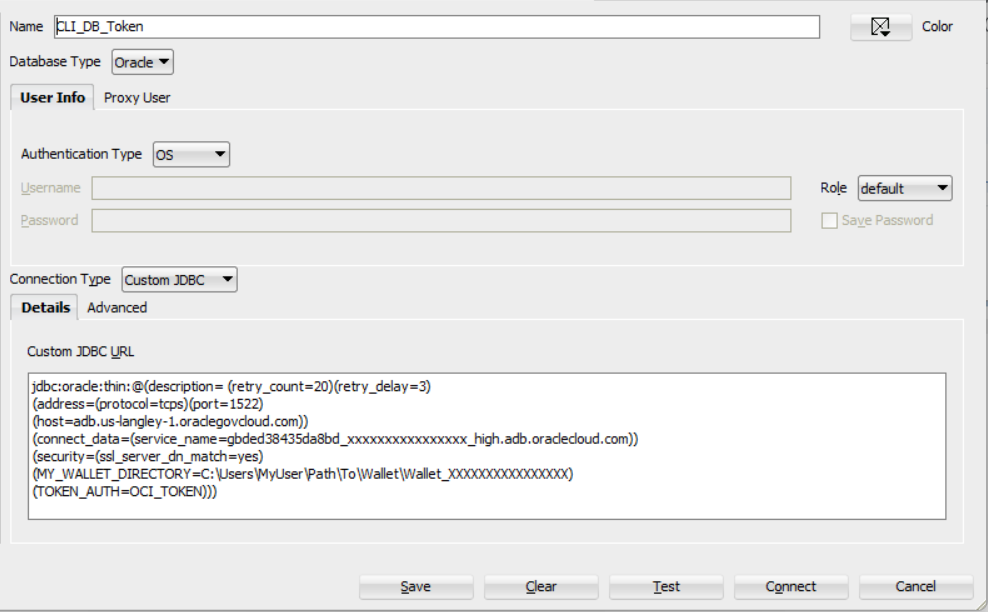 Name CLI_DB_Token Color
Database Type Oracle
User Info Proxy User
Authentication Type OS
Username Role default
Password Save Password
Connection Type Custom JDBC
Details Advanced
Custom JDBC URL
jdbc:oracle:thin:@(description= (retry_count=20)(retry_delay=3)
(address=(protocol=tcps)(port=1522)
(host=adb.us-langley-1.oraclegovcloud.com))
(connect_data=(service_name=gbded38435da8bd_xxxxxxxxxxxxxxxxx_high.adb.oraclecloud.com))
(security=(ssl_server_dn_match=yes)
(MY_WALLET_DIRECTORY=C:\Users\MyUser\Path\To\Wallet\Wallet_XXXXXXXXXXXXXXXX)
(TOKEN_AUTH=OCI_TOKEN)))
Save Clear Test Connect Cancel